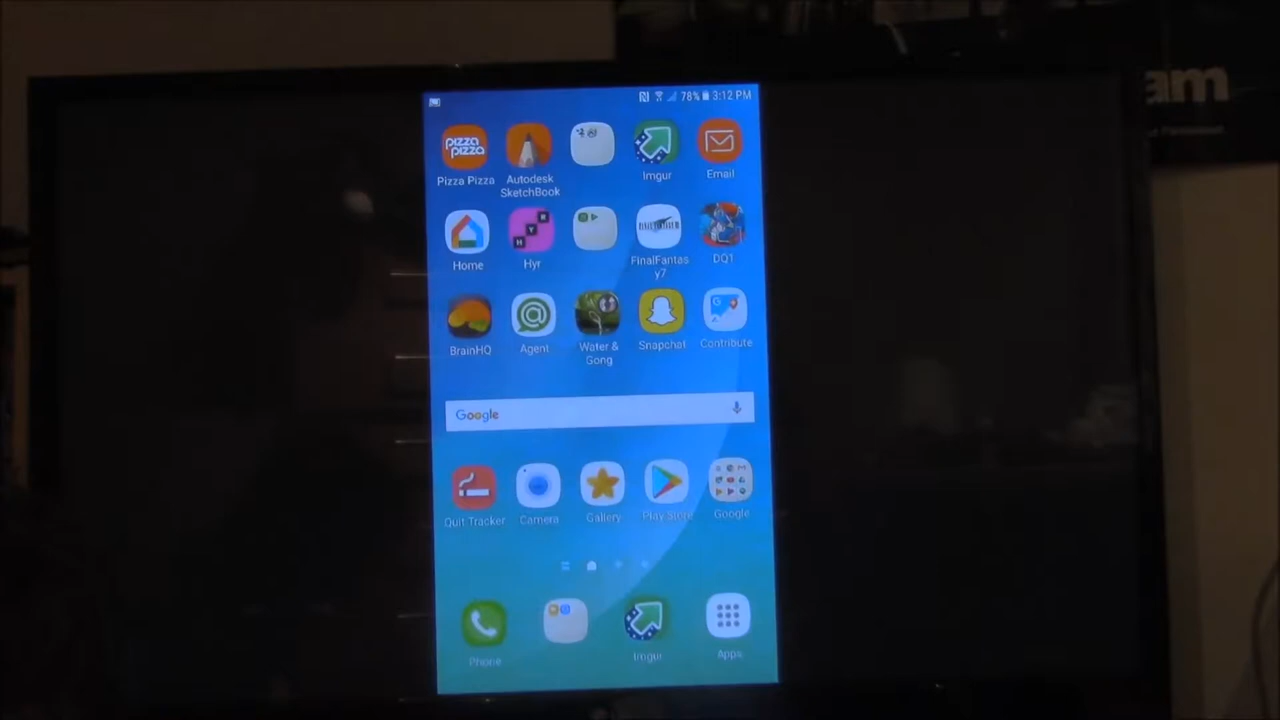 am
78% 3:12 PM
pizza
pizza
Pizza Pizza
Autodesk
SketchBook
Imgur
Email
Home
H Y R
Hyr
FinalFantas
y7
DQ1
BrainHQ
Agent
Water &
Gong
Snapchat
Contribute
Google
Quit Tracker
Camera
Gallery
Play Store
Google
Phone
Imgur
Apps